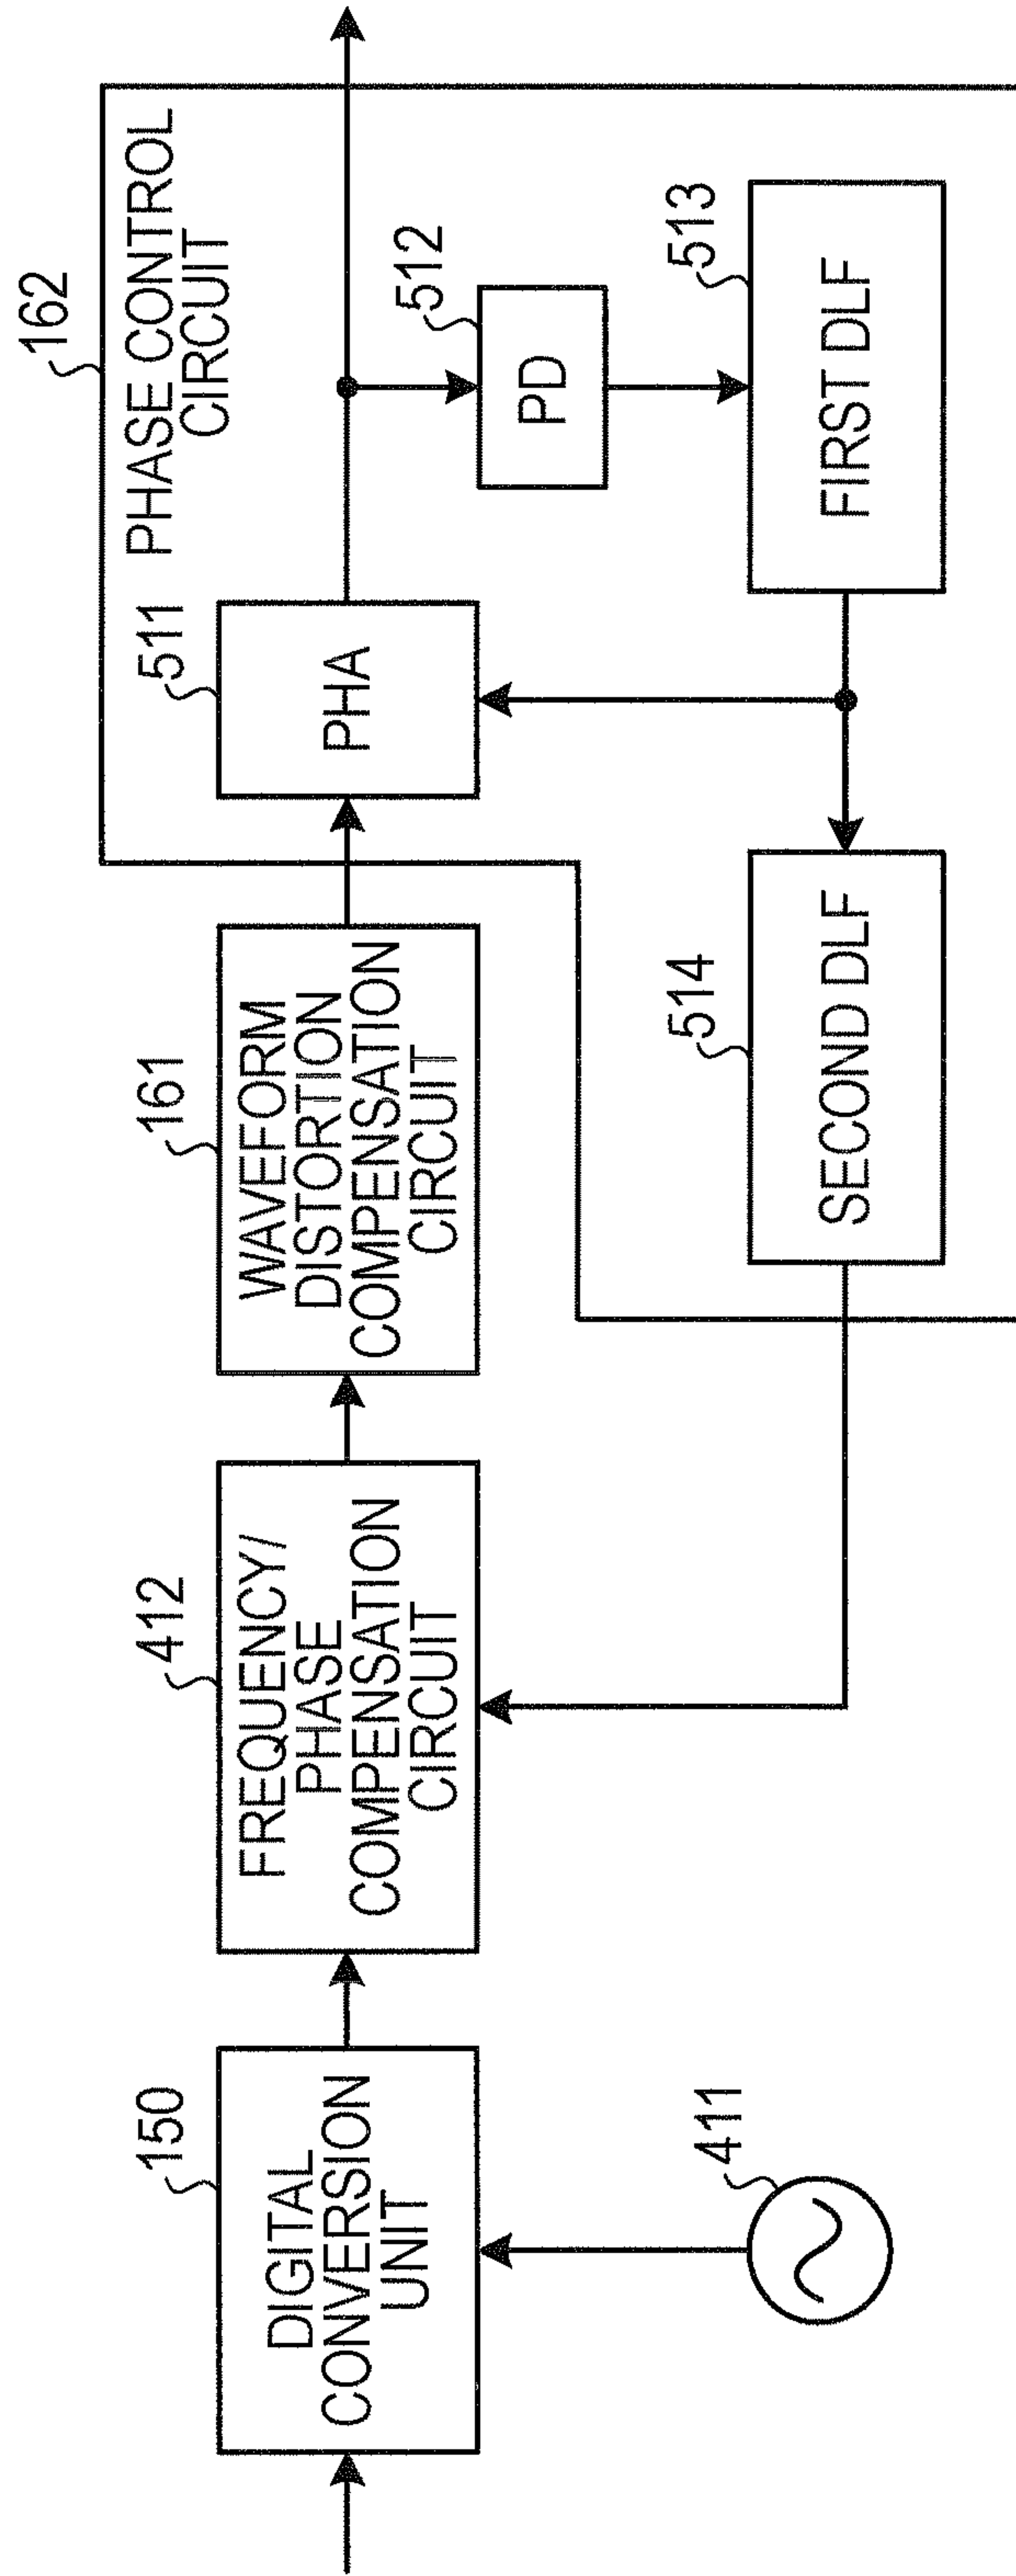 162
PHASE CONTROL
CIRCUIT
150
DIGITAL
CONVERSION
UNIT
412
FREQUENCY/
PHASE
COMPENSATION
CIRCUIT
161
WAVEFORM
DISTORTION
COMPENSATION
CIRCUIT
511
PHA
512
PD
411
514
SECOND DLF
513
FIRST DLF